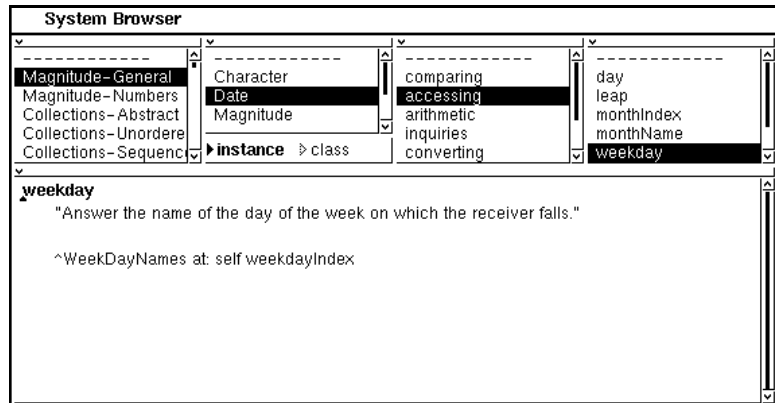 System Browser
Magnitude-General
Magnitude-Numbers
Collections-Abstract
Collections-Unordere
Collections-Sequenc
Character
Date
Magnitude
instance class
comparing
accessing
arithmetic
inquiries
converting
day
leap
monthIndex
monthName
weekday
weekday
"Answer the name of the day of the week on which the receiver falls."
^WeekDayNames at: self weekdayIndex